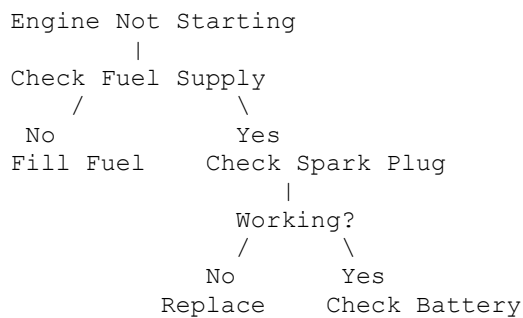 Engine Not Starting
|
Check Fuel Supply
/ \
No Yes
Fill Fuel Check Spark Plug
|
Working?
/ \
No Yes
Replace Check Battery